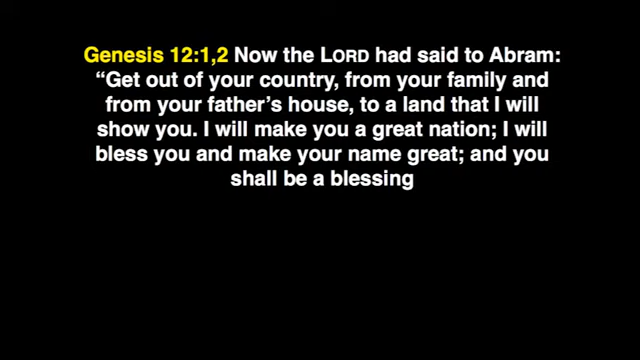 Genesis 12:1,2 Now the LORD had said to Abram:
“Get out of your country, from your family and
from your father’s house, to a land that I will
show you. I will make you a great nation; I will
bless you and make your name great; and you
shall be a blessing